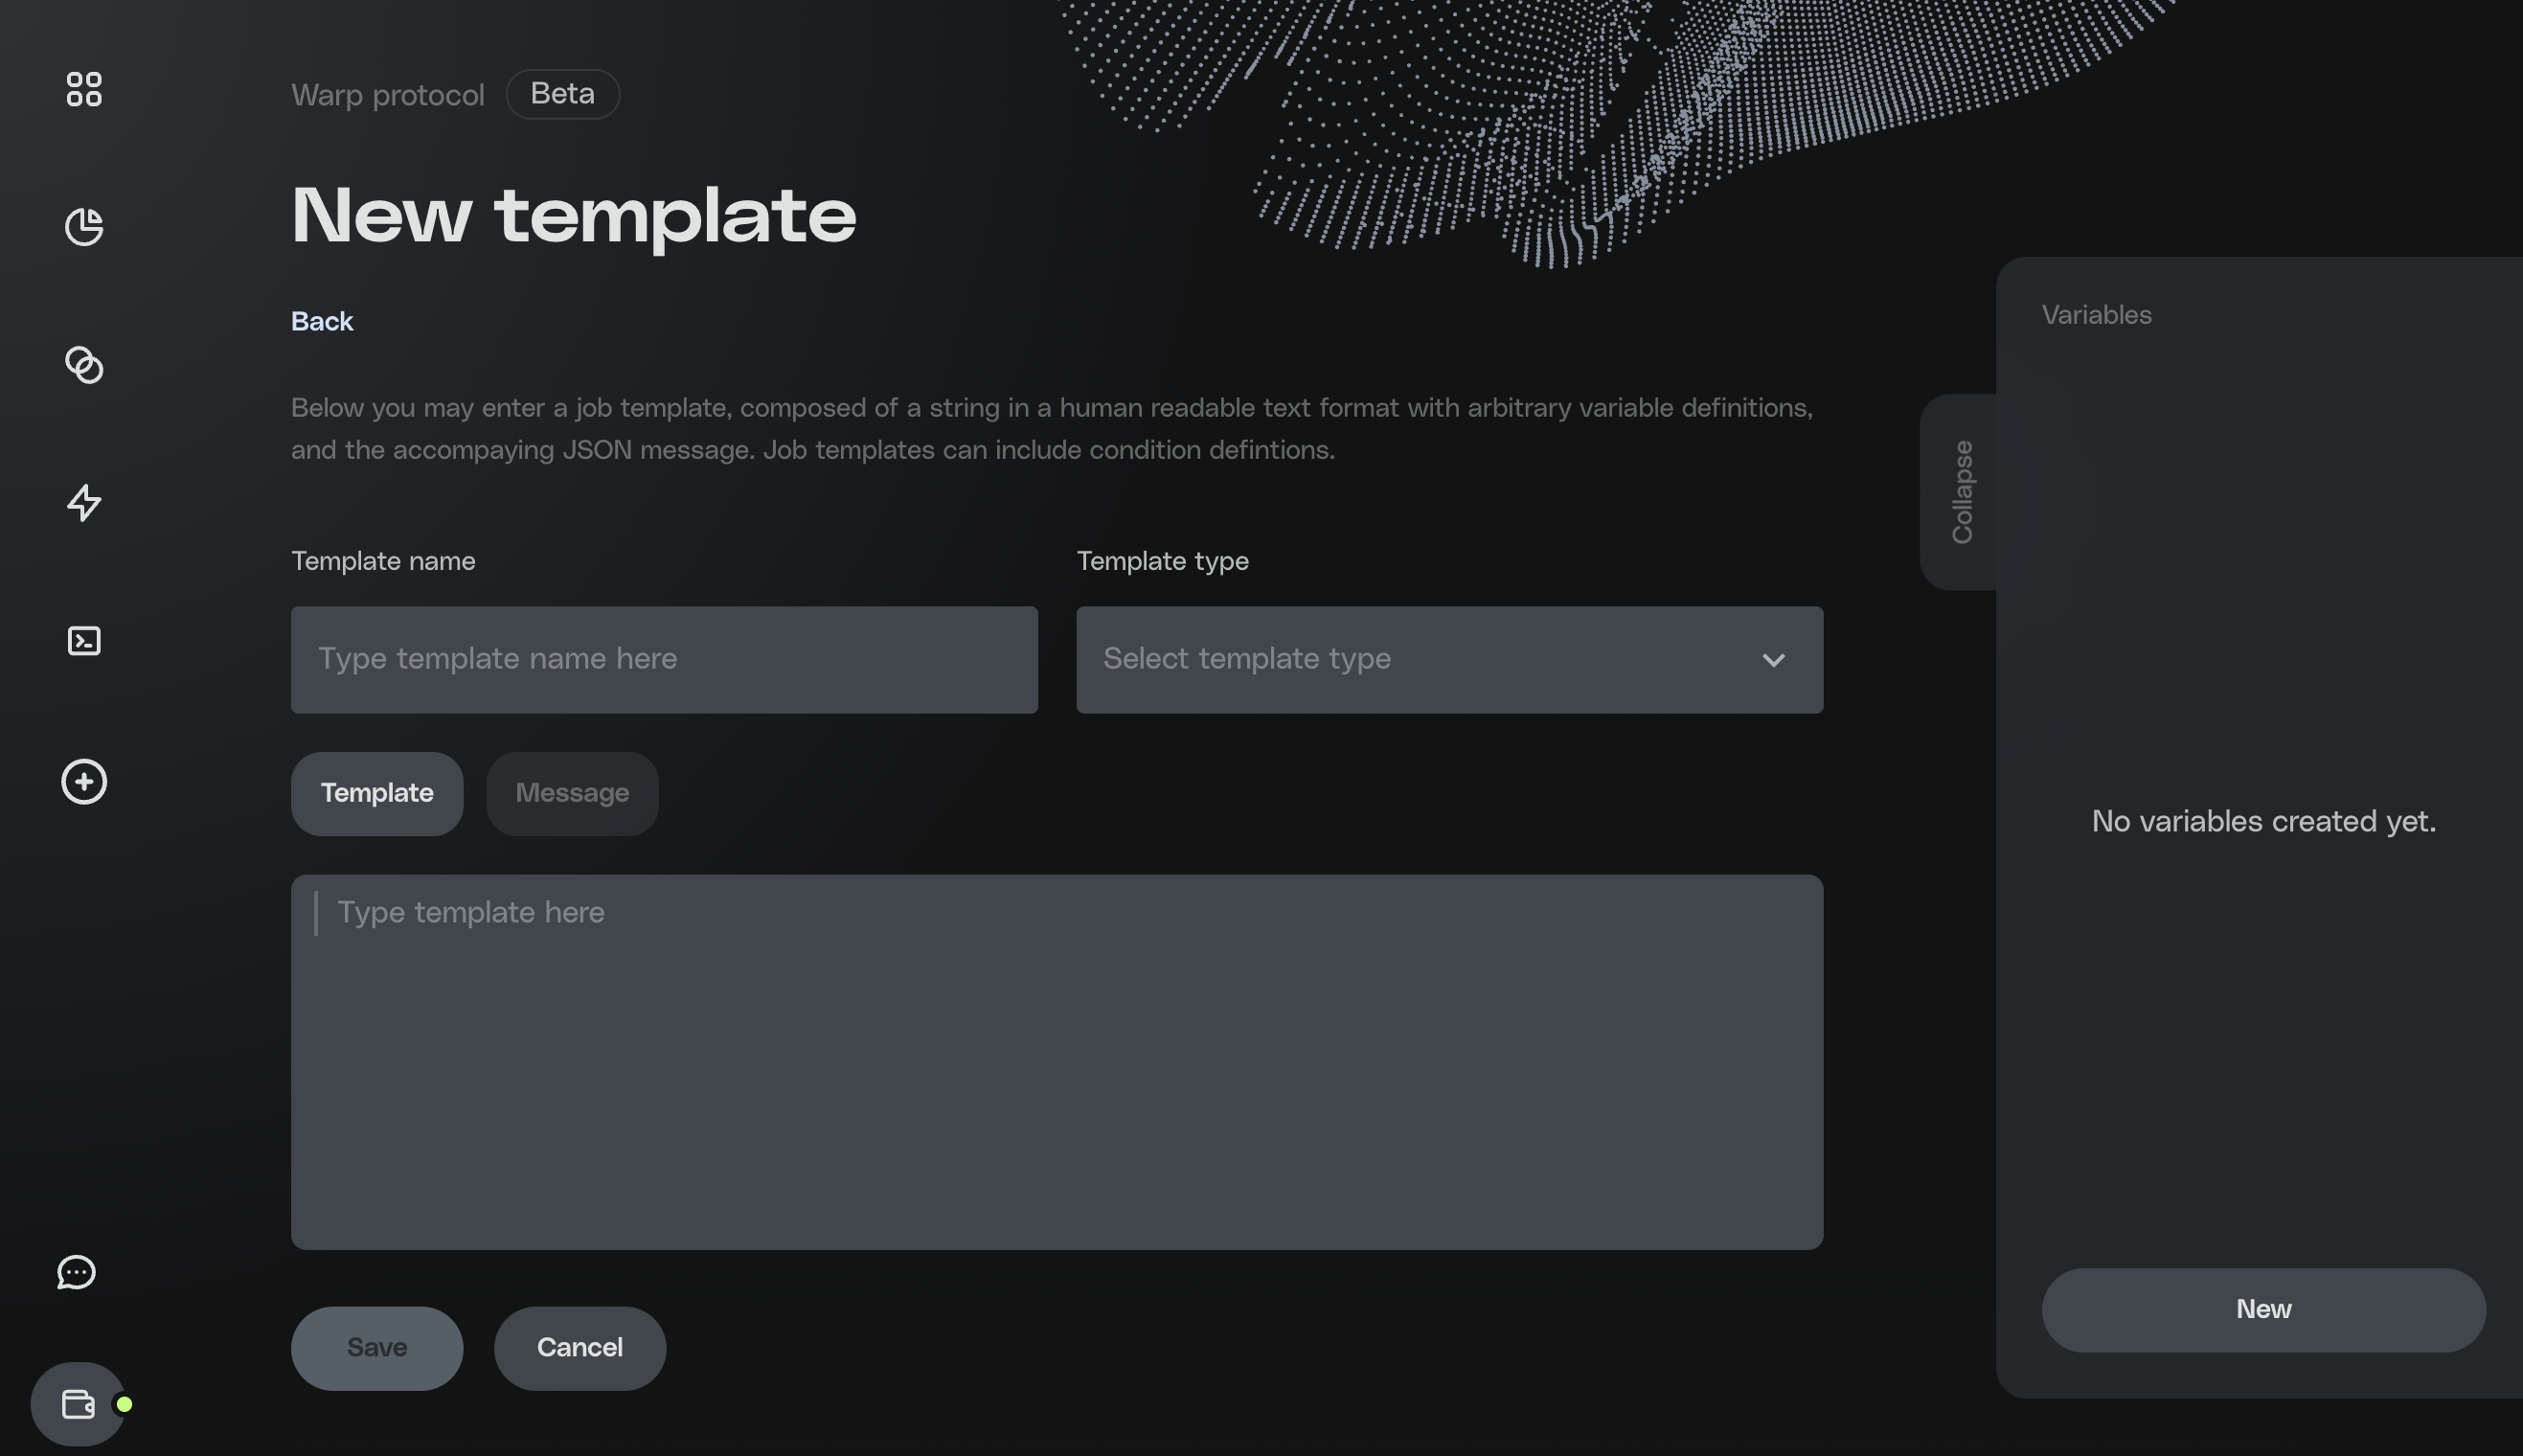 Warp protocol
Beta
New template
Back
Below you may enter a job template, composed of a string in a human readable text format with arbitrary variable definitions,
and the accompaying JSON message. Job templates can include condition defintions.
Template name
Template type
Type template name here
Select template type
Template
Message
Type template here
Save
Cancel
Collapse
Variables
No variables created yet.
New